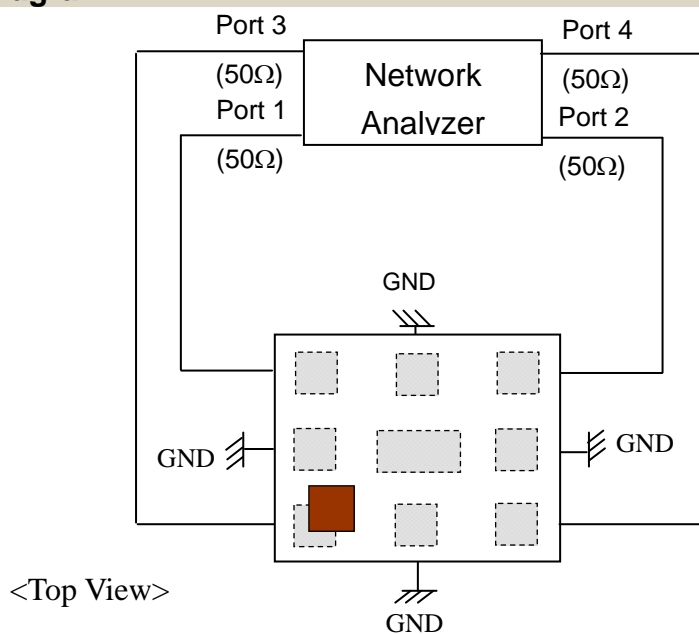 Port 3
Port 4
(50Ω)
Network
(50Ω)
Port 1
Analyzer
Port 2
(50Ω)
(50Ω)
GND
GND
GND
<Top View>
GND